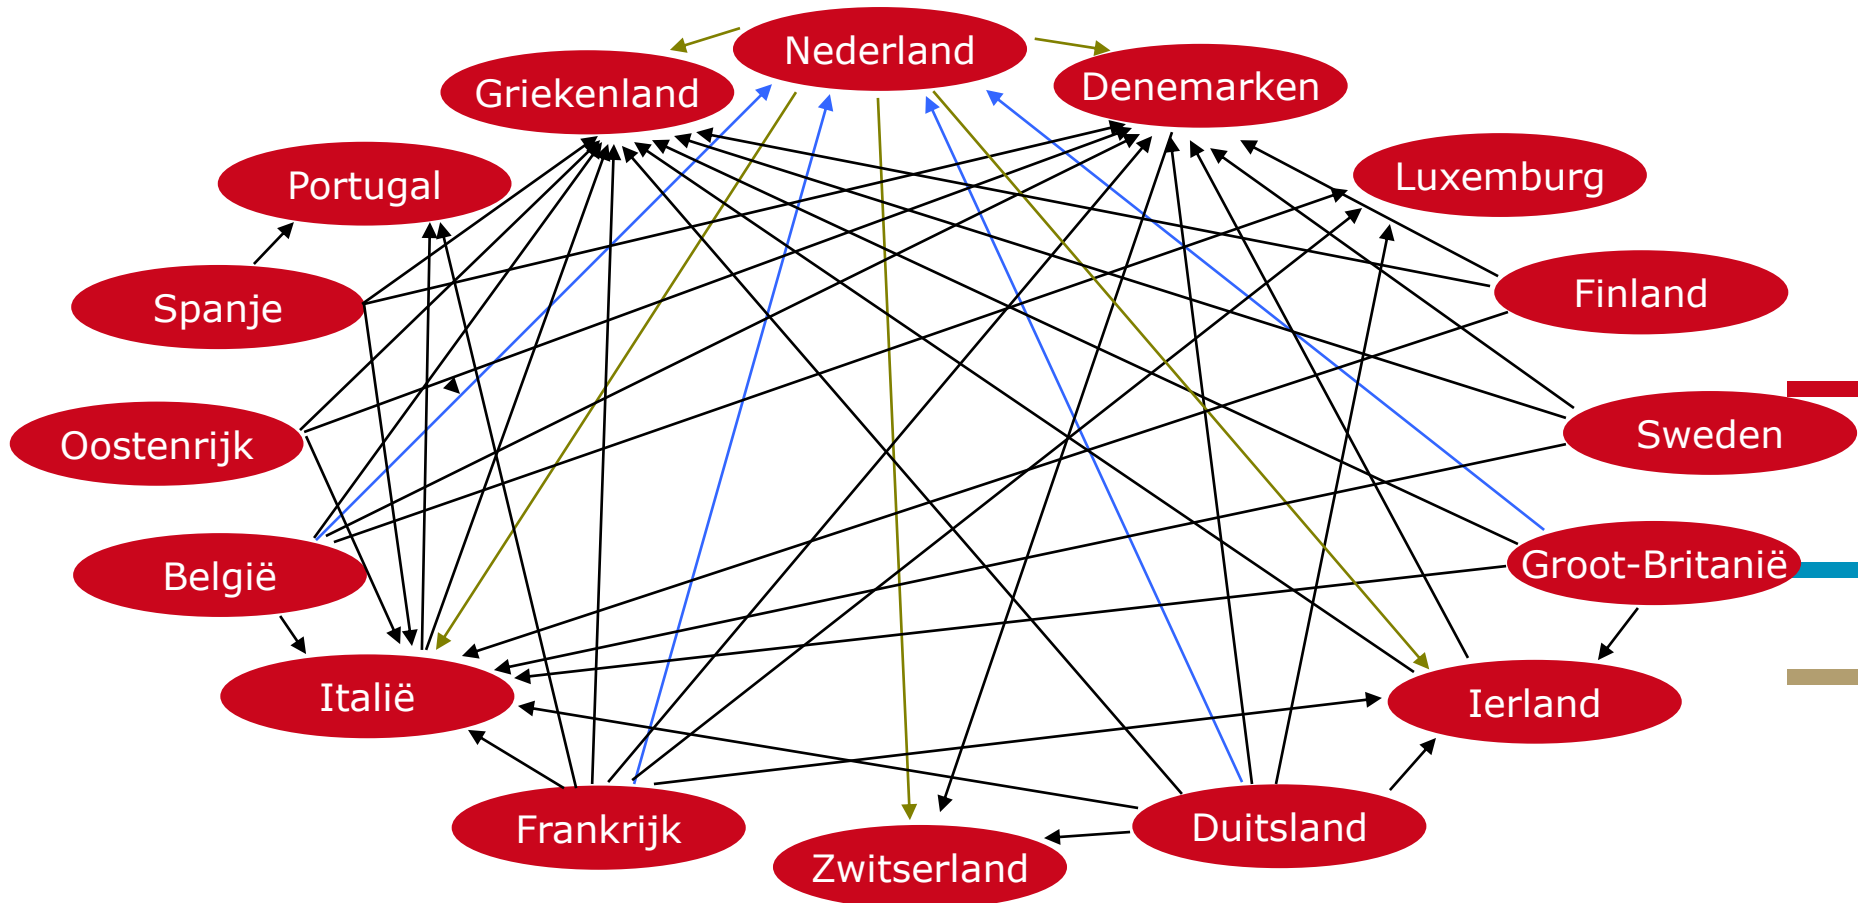 Nederland
Griekenland
Denemarken
Portugal
Luxemburg
Spanje
Finland
Oostenrijk
Sweden
België
Groot-Britanië
Italië
Ierland
Frankrijk
Duitsland
Zwitserland